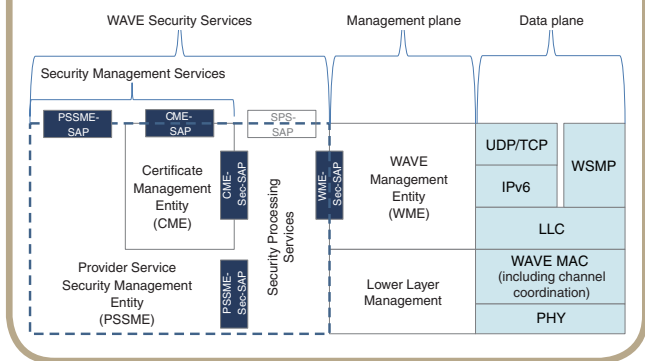 WAVE Security Services
Management plane
Data plane
Security Management Services
PSSME-
SAP
CME-
SAP
SPS-
SAP
Certificate
Management
Entity
(CME)
CME-
Sec-SAP
Security Processing
Services
WME-
Sec-SAP
WAVE
Management
Entity
(WME)
UDP/TCP
IPv6
WSMP
LLC
Provider Service
Security Management
Entity
(PSSME)
PSSME-
Sec-SAP
Lower Layer
Management
WAVE MAC
(including channel
coordination)
PHY